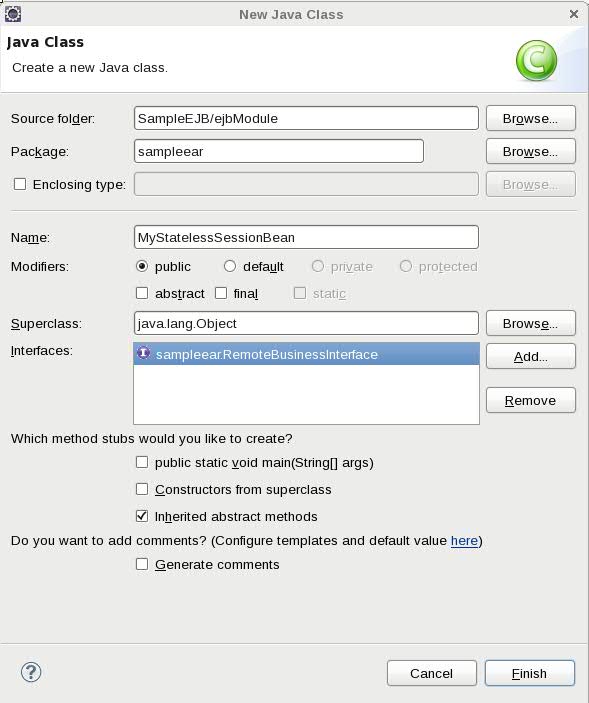 New Java Class
Java Class
Create a new Java class.
Source folder: SampleEJB/ejbModule Browse...
Package: sampleear Browse...
Enclosing type: Browse...
Name: MyStatelessSessionBean
Modifiers: public default private protected
abstract final static
Superclass: java.lang.Object Browse...
Interfaces: sampleear.RemoteBusinessInterface Add...
Remove
Which method stubs would you like to create?
public static void main(String[] args)
Constructors from superclass
Inherited abstract methods
Do you want to add comments? (Configure templates and default value here)
Generate comments
? Cancel Finish